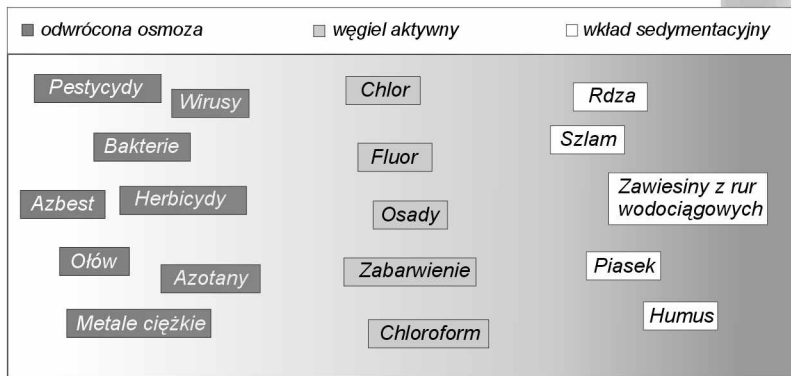 odwrócona osmoza
węgiel aktywny
wkład sedymentacyjny
Pestycydy
Wirusy
Bakterie
Azbest
Herbicydy
Ołów
Azotany
Metale ciężkie
Chlor
Fluor
Osady
Zabarwienie
Chloroform
Rdza
Szlam
Zawiesiny z rur
wodociągowych
Piasek
Humus